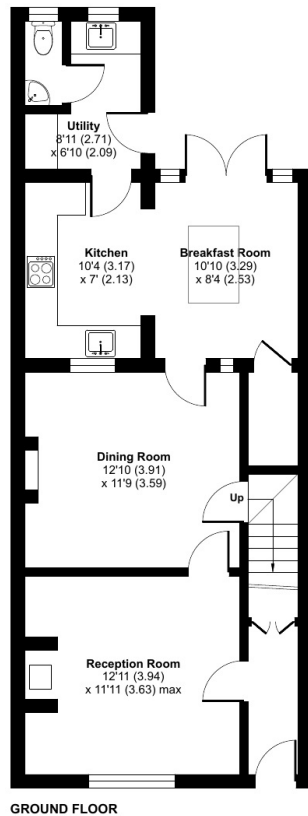 Utility
8'11 (2.71)
x 6'10 (2.09)
Kitchen
10'4 (3.17)
x 7' (2.13)
Breakfast Room
10'10 (3.29)
x 8'4 (2.53)
Dining Room
12'10 (3.91)
x 11'9 (3.59)
Up
Reception Room
12'11 (3.94)
x 11'11 (3.63) max
GROUND FLOOR